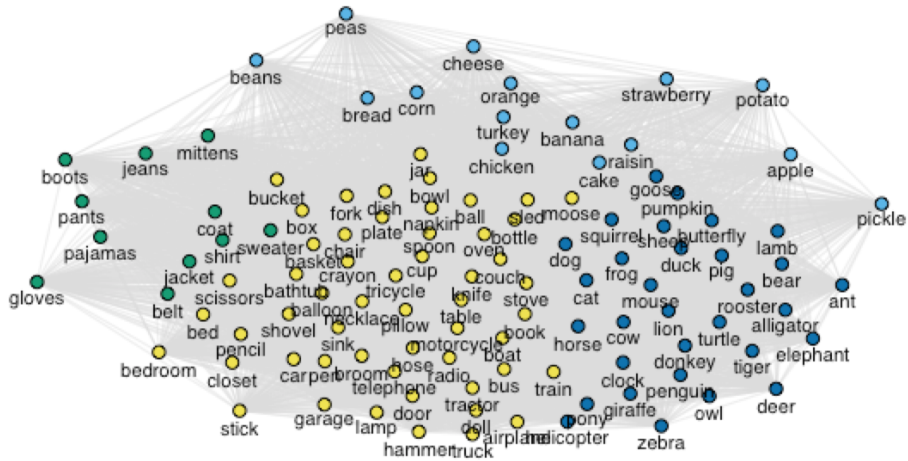 peas
cheese
beans
orange
strawberry
potato
bread
corn
turkey
banana
mittens
chicken
raisin
boots
jeans
jar
cake
apple
goose
bucket
bowl
pumpkin
pants
fork
dish
ball
sled
moose
pickle
coat
box
plate
napkin
bottle
squirrel
sheep
butterfly
pajamas
shirt
sweater
chair
spoon
oven
dog
duck
lamb
jacket
basket
crayon
cup
couch
frog
pig
bear
gloves
scissors
bathtub
tricycle
knife
stove
cat
mouse
rooster
ant
belt
balloon
necklace
table
bed
shovel
pillow
book
lion
alligator
pencil
sink
motorcycle
boat
horse
cow
turtle
elephant
bedroom
closet
carpet
broom
hose
radio
bus
train
clock
donkey
tiger
telephone
penguin
stick
garage
lamp
door
tractor
doll
pony
giraffe
owl
deer
hammer
truck
airplane
helicopter
zebra